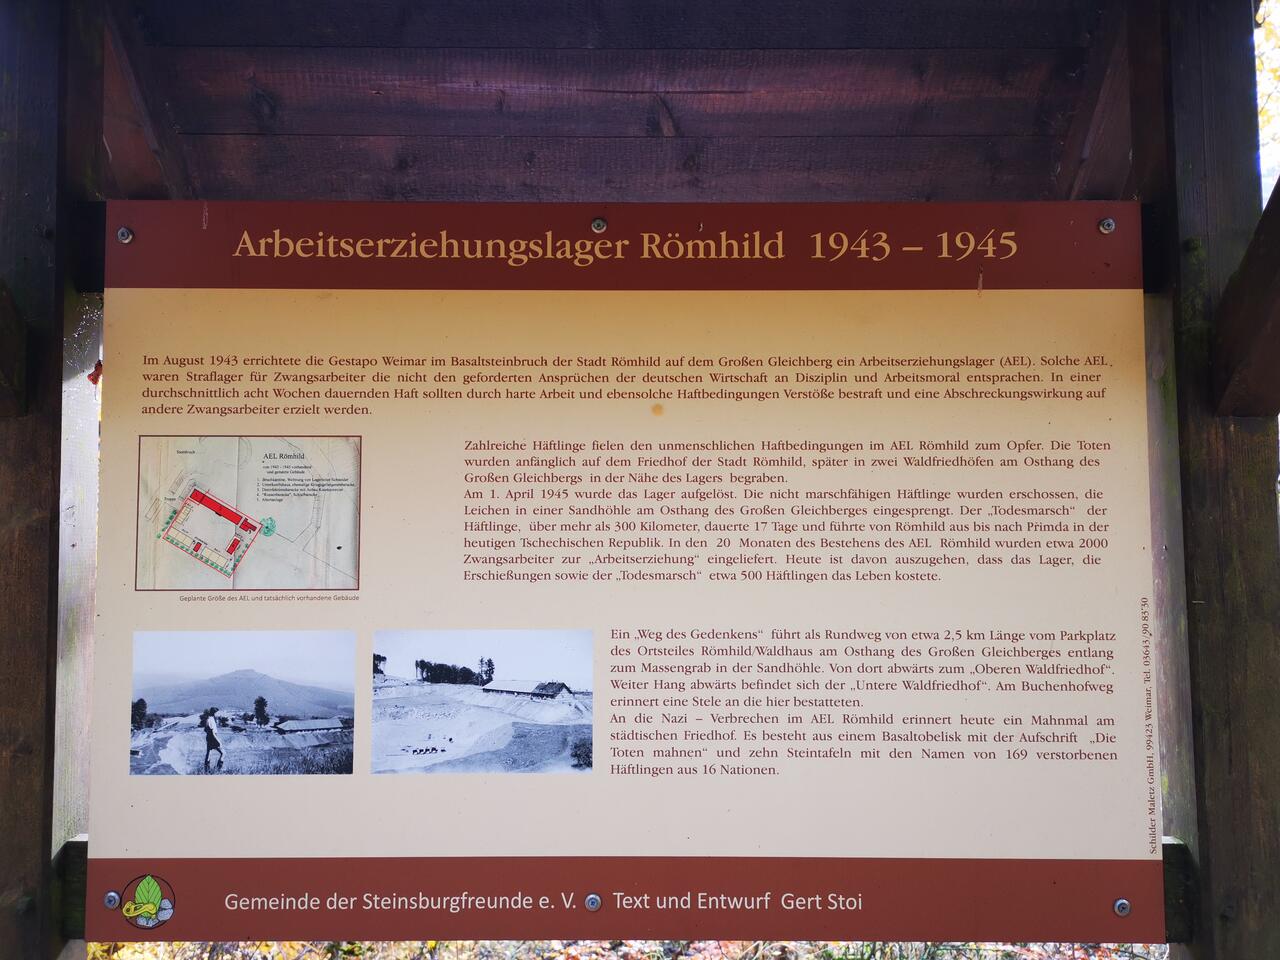 Arbeitserziehungslager Römhild 1943 – 1945
Im August 1943 errichtete die Gestapo Weimar im Basaltsteinbruch der Stadt Römhild auf dem Großen Gleichberg ein Arbeitserziehungslager (AEL). Solche AEL,
waren Straflager für Zwangsarbeiter die nicht den geforderten Ansprüchen der deutschen Wirtschaft an Disziplin und Arbeitsmoral entsprachen. In einer
durchschnittlich acht Wochen dauernden Haft sollten durch harte Arbeit und ebensolche Haftbedingungen Verstöße bestraft und eine Abschreckungswirkung auf
andere Zwangsarbeiter erzielt werden.
AEL Römhild
Geplante Größe des AEL und tatsächlich vorhandene Gebäude
Zahlreiche Häftlinge fielen den unmenschlichen Haftbedingungen im AEL Römhild zum Opfer. Die Toten
wurden anfänglich auf dem Friedhof der Stadt Römhild, später in zwei Waldfriedhöfen am Osthang des
Großen Gleichbergs in der Nähe des Lagers begraben.
Am 1. April 1945 wurde das Lager aufgelöst. Die nicht marschfähigen Häftlinge wurden erschossen, die
Leichen in einer Sandhöhle am Osthang des Großen Gleichberges eingesprengt. Der „Todesmarsch“ der
Häftlinge, über mehr als 300 Kilometer, dauerte 17 Tage und führte von Römhild aus bis nach Přimda in der
heutigen Tschechischen Republik. In den 20 Monaten des Bestehens des AEL Römhild wurden etwa 2000
Zwangsarbeiter zur „Arbeitserziehung“ eingeliefert. Heute ist davon auszugehen, dass das Lager, die
Erschießungen sowie der „Todesmarsch“ etwa 500 Häftlingen das Leben kostete.
Ein „Weg des Gedenkens“ führt als Rundweg von etwa 2,5 km Länge vom Parkplatz
des Ortsteiles Römhild/Waldhaus am Osthang des Großen Gleichberges entlang
zum Massengrab in der Sandhöhle. Von dort abwärts zum „Oberen Waldfriedhof“.
Weiter Hang abwärts befindet sich der „Untere Waldfriedhof“. Am Buchenhofweg
erinnert eine Stele an die hier bestatteten.
An die Nazi – Verbrechen im AEL Römhild erinnert heute ein Mahnmal am
städtischen Friedhof. Es besteht aus einem Basaltobelisk mit der Aufschrift „Die
Toten mahnen“ und zehn Steintafeln mit den Namen von 169 verstorbenen
Häftlingen aus 16 Nationen.
Schilder Maletz GmbH, 99423 Weimar, Tel. 03643/90 83 30
Gemeinde der Steinsburgfreunde e. V. Text und Entwurf Gert Stoi